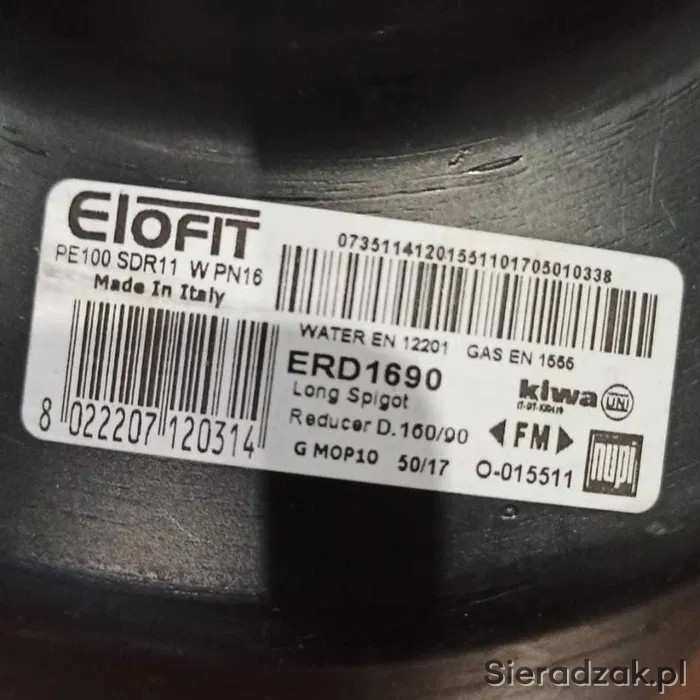 ElOFIT
PE100 SDR11 W PN16
Made In Italy
8 022207 120314
07351141201551101705010338
WATER EN 12201 GAS EN 1555
ERD1690
Long Spigot
Reducer D.160/90
G MOP10 50/17
kiwa
UNI
FM
O-015511
nupi
Sieradzak.pl